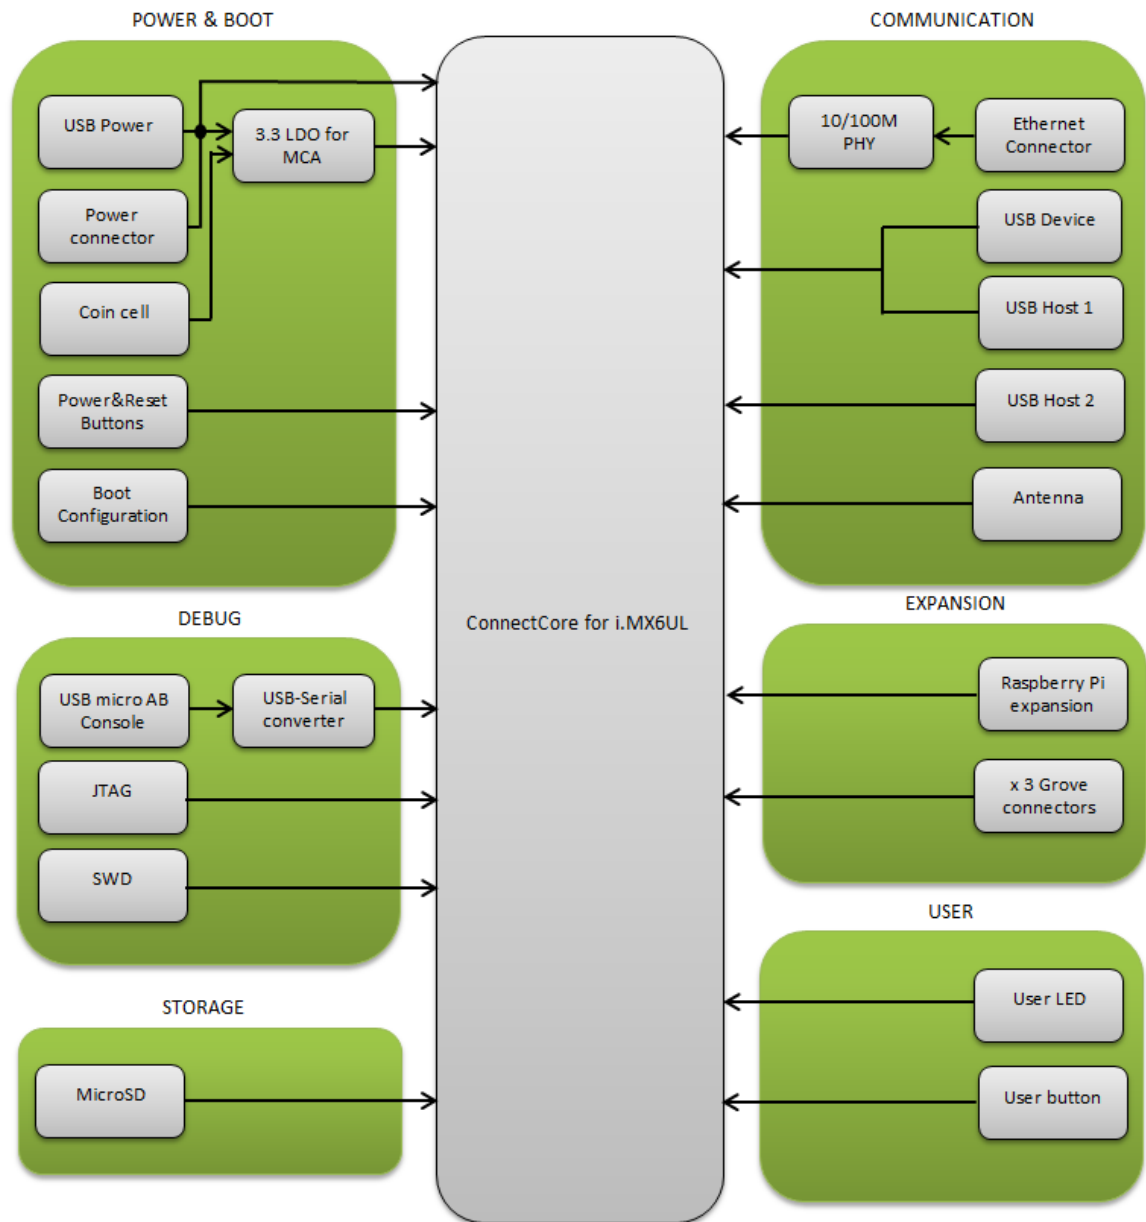 POWER & BOOT
USB Power
3.3 LDO for
MCA
Power
connector
Coin cell
Power&Reset
Buttons
Boot
Configuration
DEBUG
USB micro AB
Console
USB-Serial
converter
JTAG
SWD
STORAGE
MicroSD
ConnectCore for i.MX6UL
COMMUNICATION
10/100M
PHY
Ethernet
Connector
USB Device
USB Host 1
USB Host 2
Antenna
EXPANSION
Raspberry Pi
expansion
x 3 Grove
connectors
USER
User LED
User button